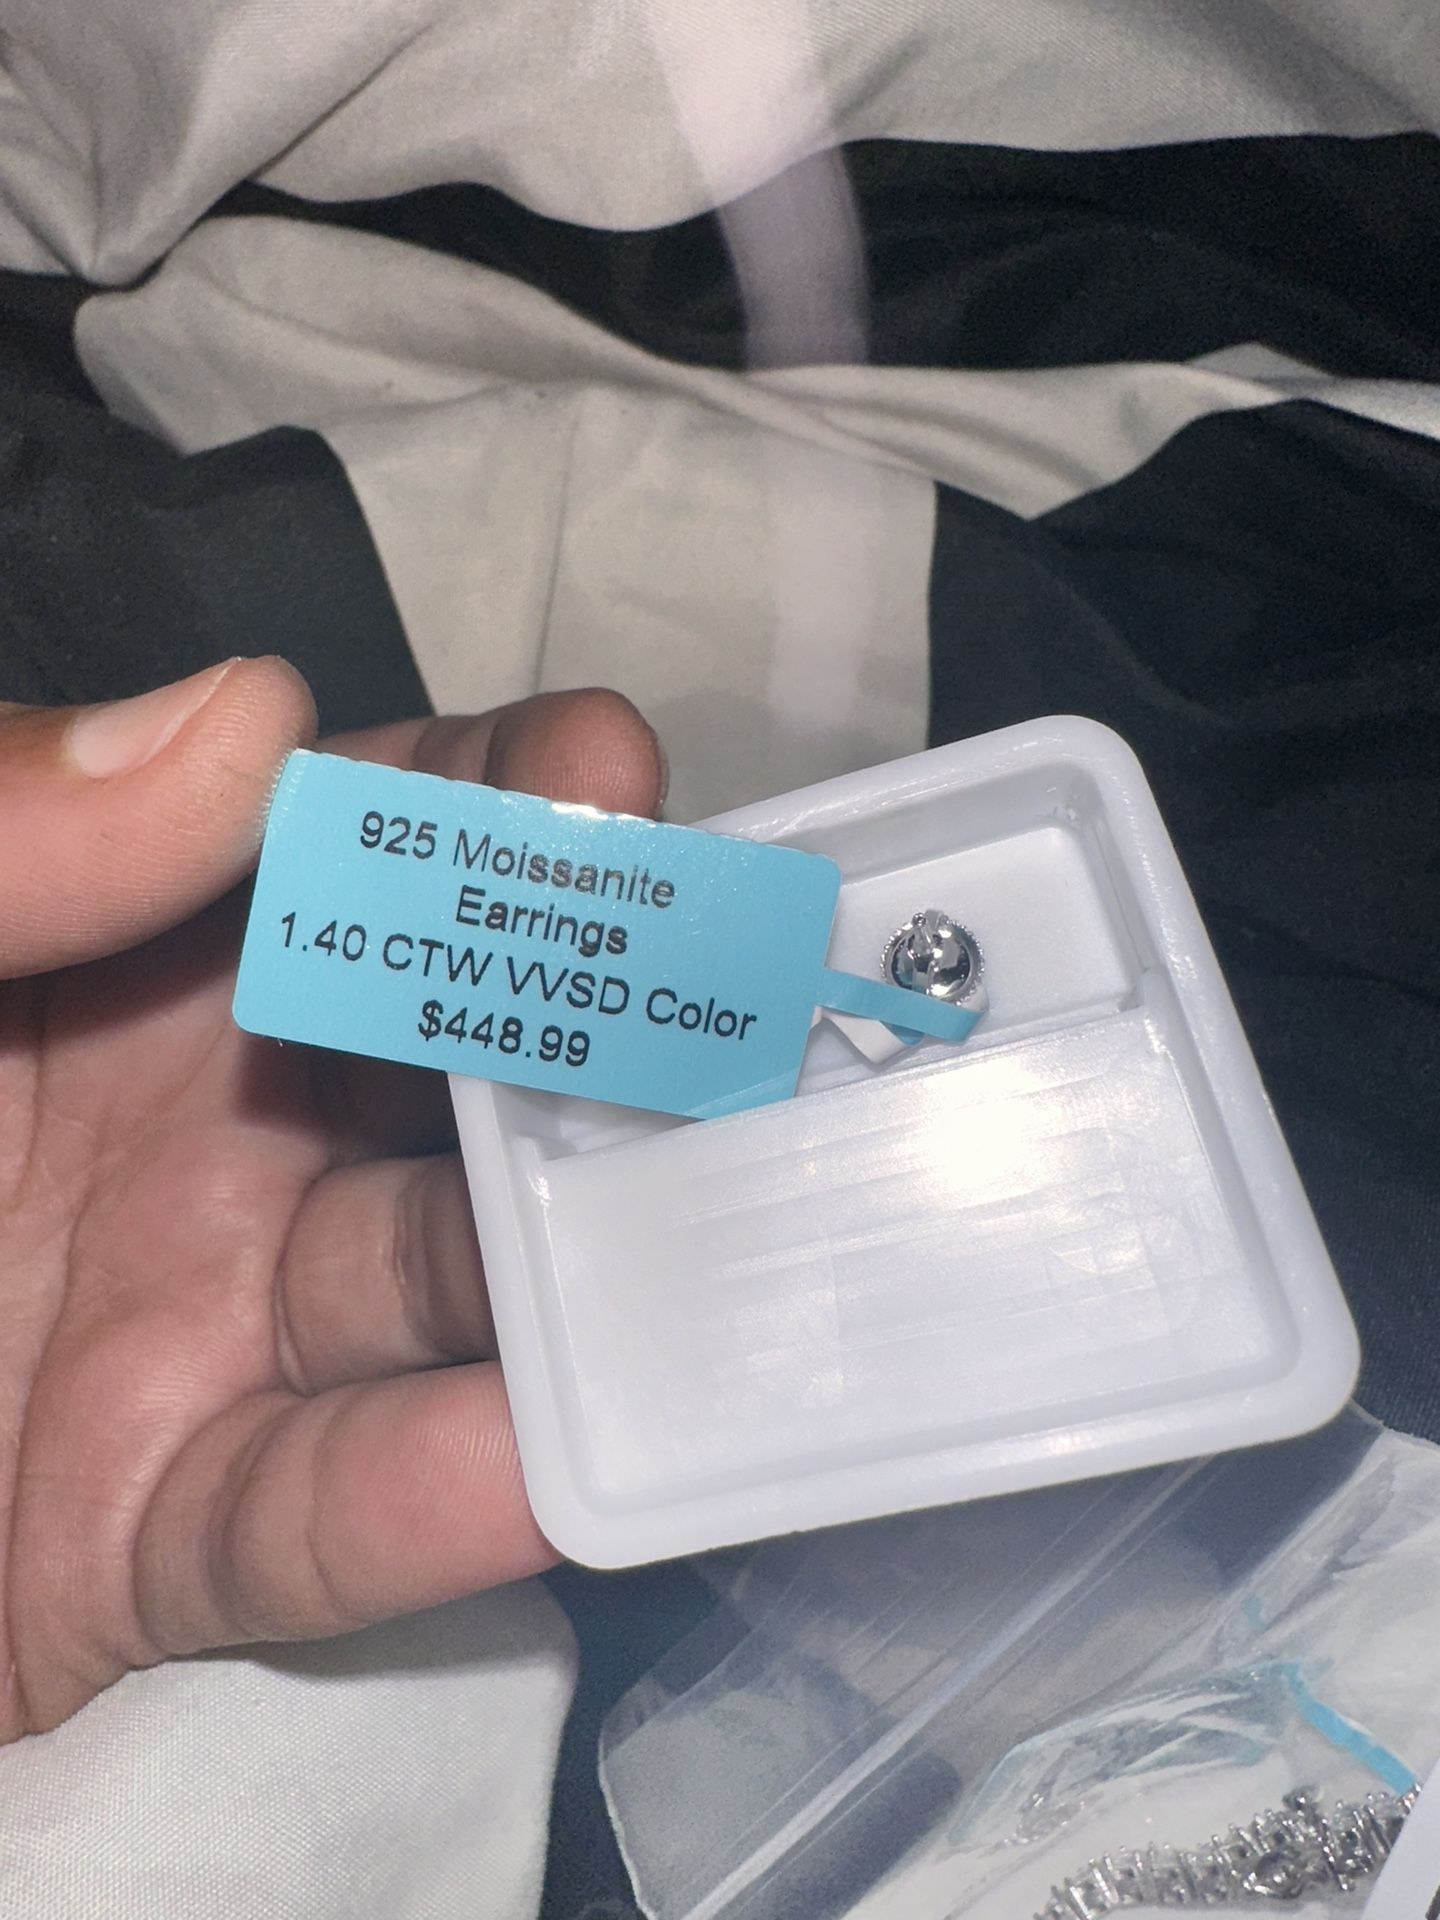 925 Moissanite
Earrings
1.40 CTW VVSD Color
$448.99